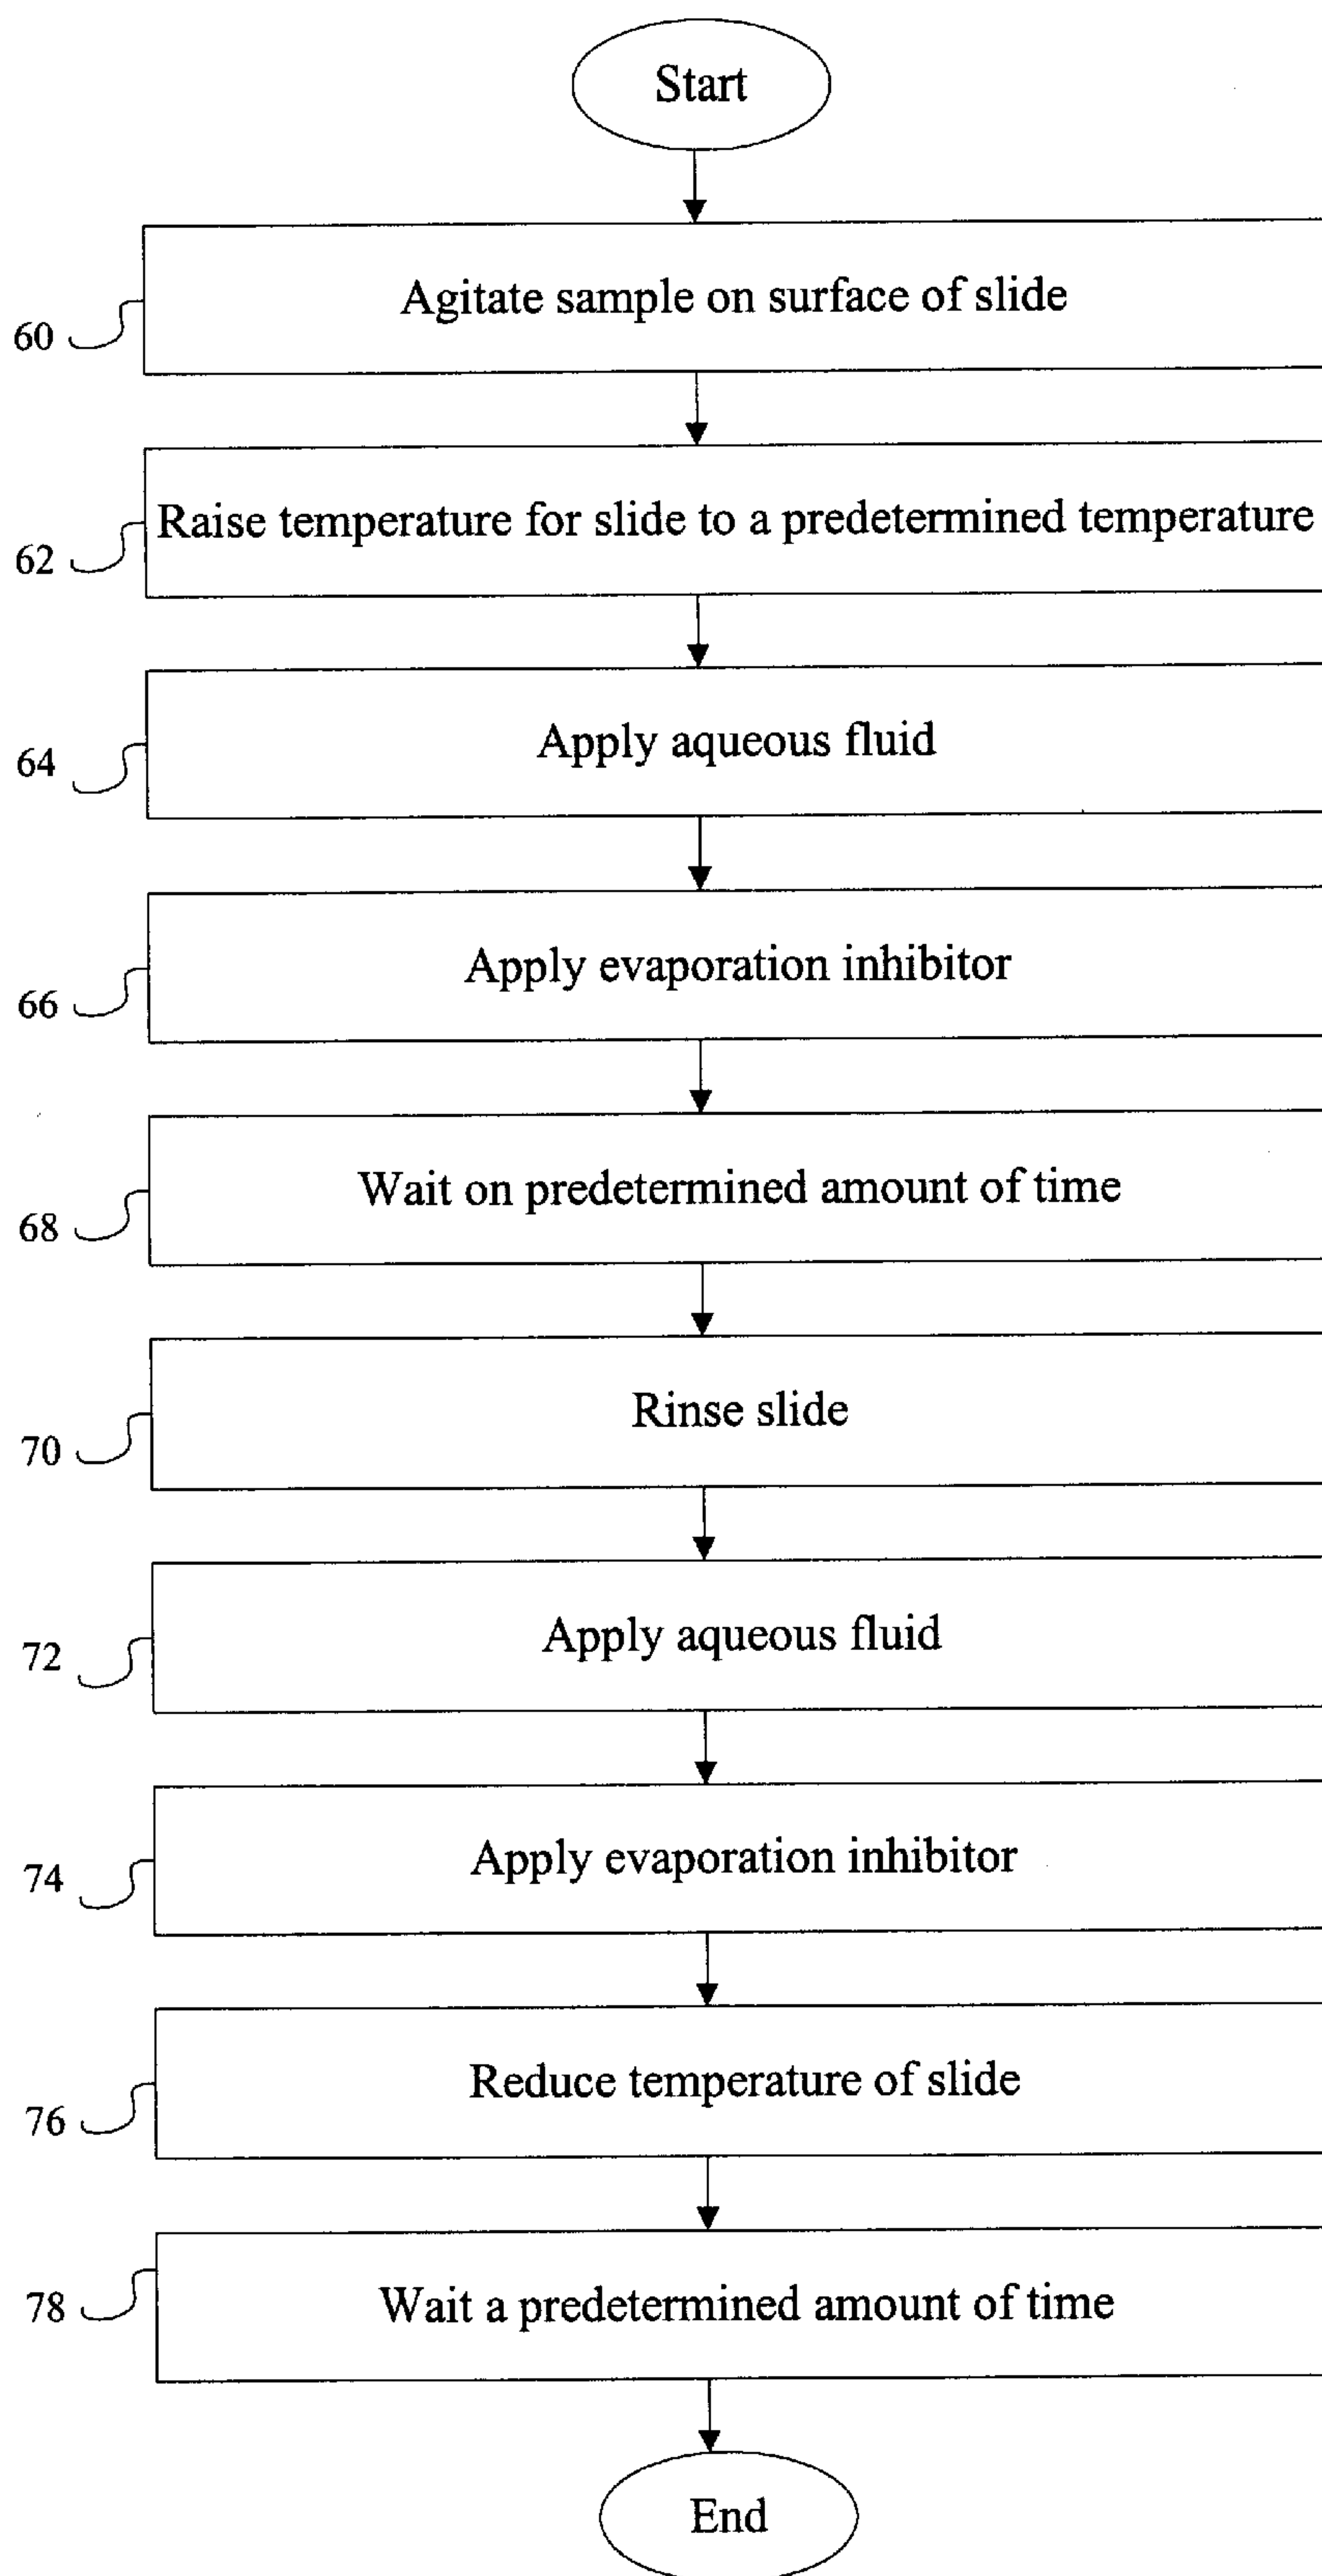 Start
Agitate sample on surface of slide
60
Raise temperature for slide to a predetermined temperature
62
Apply aqueous fluid
64
Apply evaporation inhibitor
66
Wait on predetermined amount of time
68
Rinse slide
70
Apply aqueous fluid
72
Apply evaporation inhibitor
74
Reduce temperature of slide
76
Wait a predetermined amount of time
78
End